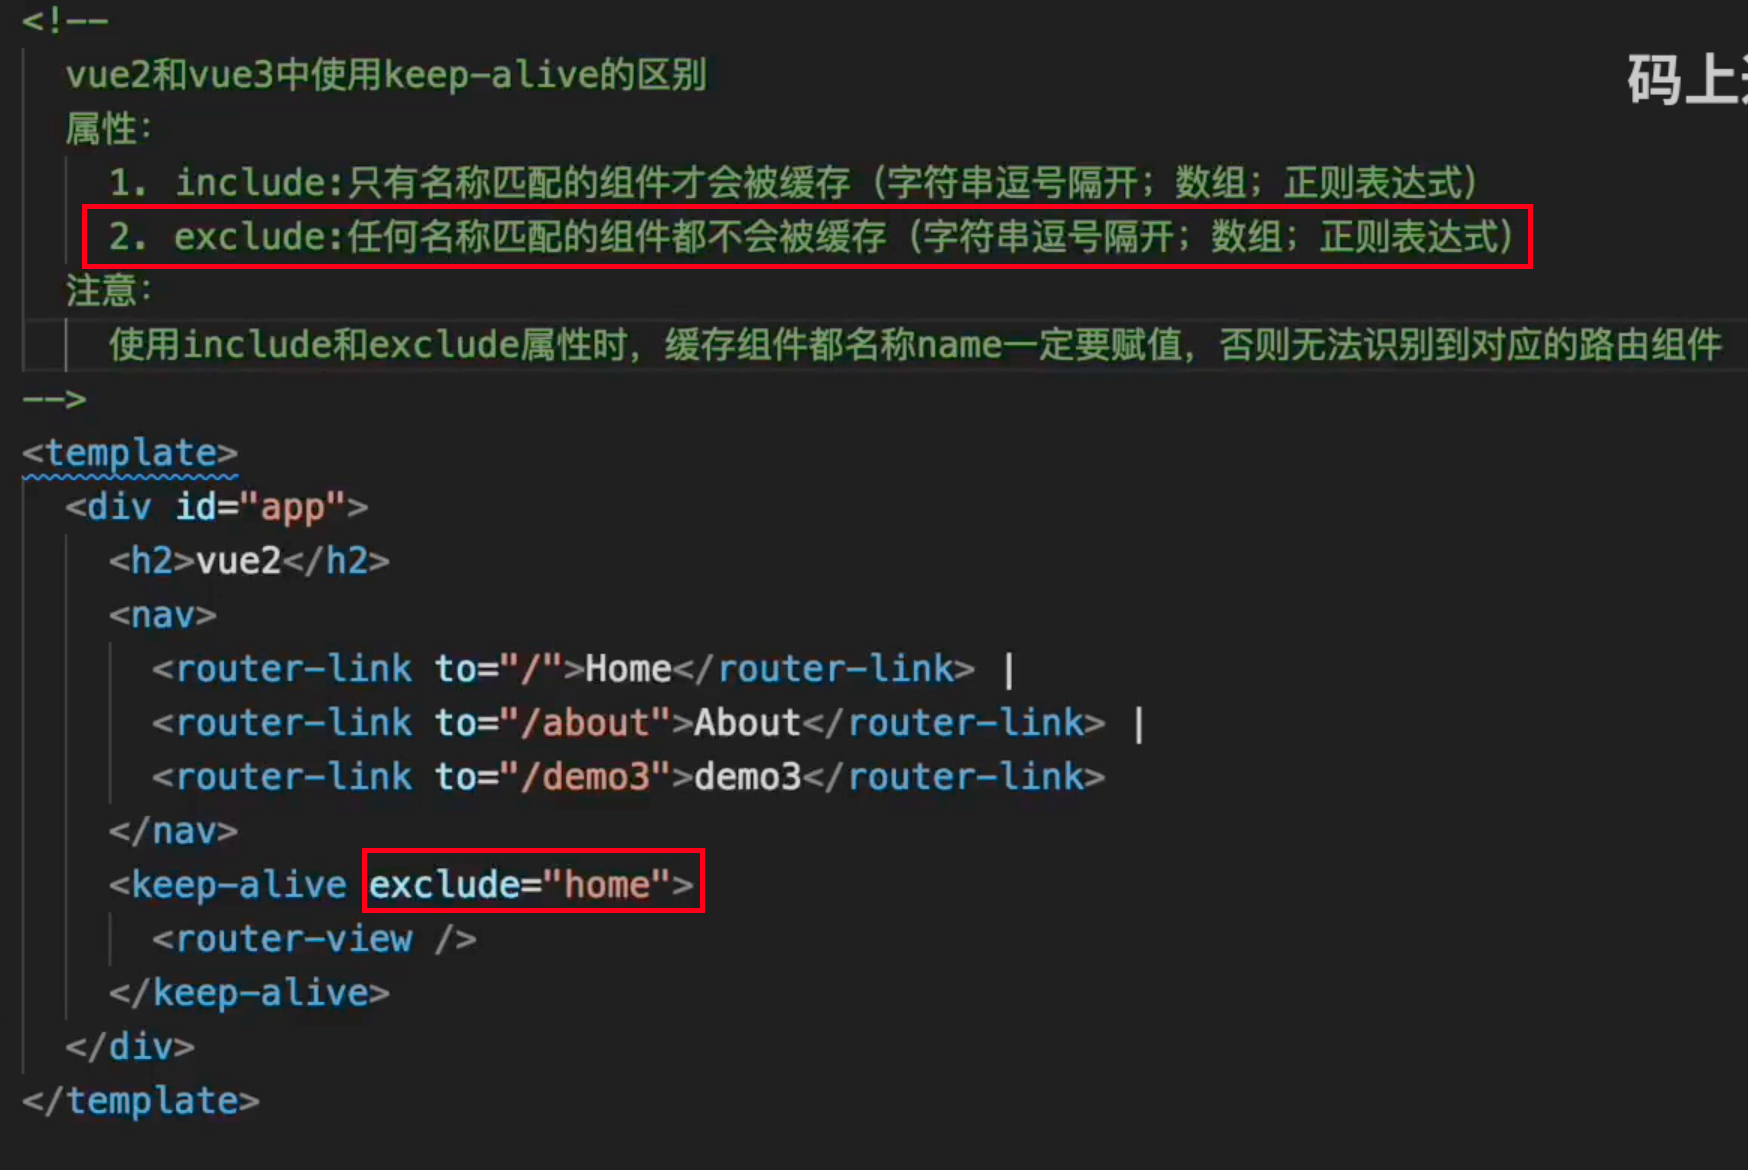 <!--
vue2和vue3中使用keep-alive的区别
码上
属性：
1. include:只有名称匹配的组件才会被缓存（字符串逗号隔开；数组；正则表达式）
2. exclude:任何名称匹配的组件都不会被缓存（字符串逗号隔开；数组；正则表达式）
注意：
使用include和exclude属性时，缓存组件都名称name一定要赋值，否则无法识别到对应的路由组件
-->
<template>
<div id="app">
<h2>vue2</h2>
<nav>
<router-link to="/">Home</router-link> |
<router-link to="/about">About</router-link> |
<router-link to="/demo3">demo3</router-link>
</nav>
<keep-alive exclude="home">
<router-view />
</keep-alive>
</div>
</template>